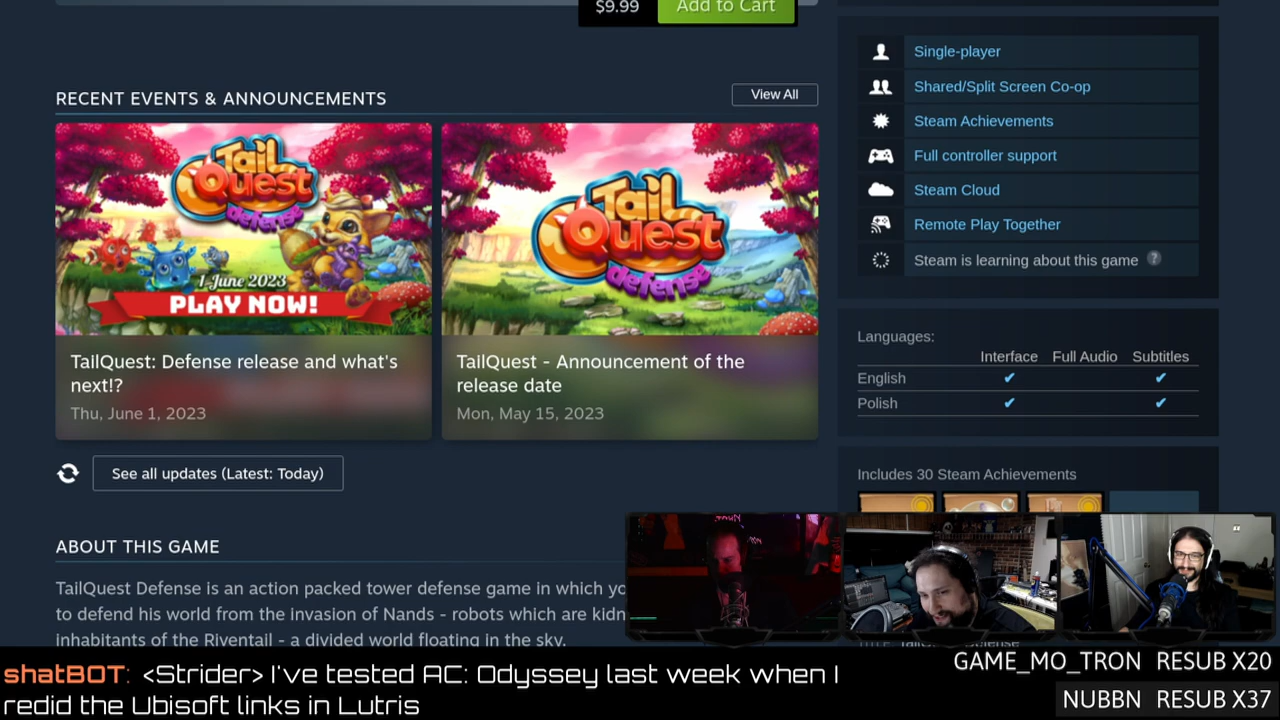 $9.99
Add to Cart
RECENT EVENTS & ANNOUNCEMENTS
View All
Tail
Quest
defense
1 June 2023
PLAY NOW!
TailQuest: Defense release and what's
next!?
Thu, June 1, 2023
Tail
Quest
defense
TailQuest - Announcement of the
release date
Mon, May 15, 2023
See all updates (Latest: Today)
ABOUT THIS GAME
TailQuest Defense is an action packed tower defense game in which
to defend his world from the invasion of Nands - robots which are
inhabitants of the Riventail - a divided world floating in the sky.
Single-player
Shared/Split Screen Co-op
Steam Achievements
Full controller support
Steam Cloud
Remote Play Together
Steam is learning about this game ?
Languages:
Interface Full Audio Subtitles
English ✔ ✔
Polish ✔ ✔
Includes 30 Steam Achievements
shatBOT: <Strider> I've tested AC: Odyssey last week when I
redid the Ubisoft links in Lutris
GAME_MO_TRON RESUB X20
NUBBN RESUB X37